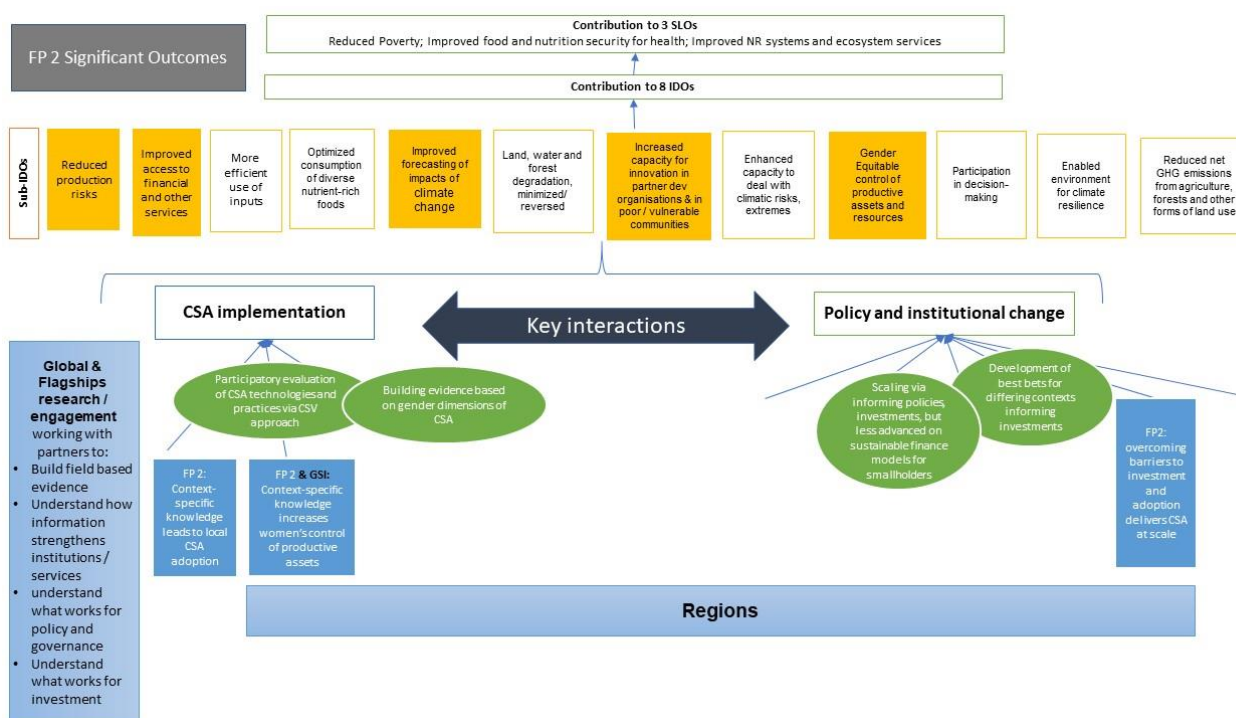 FP 2 Significant Outcomes
Contribution to 3 SLOs
Reduced Poverty; Improved food and nutrition security for health; Improved NR systems and ecosystem services
Contribution to 8 IDOs
Sub-IDOs
Reduced
production
risks
Improved
access to
financial
and other
services
More
efficient use
of inputs
Optimized
consumption
of diverse
nutrient-rich
foods
Improved
forecasting of
impacts of
climate
change
Land, water and
forest
degradation,
minimized/
reversed
Increased
capacity for
innovation in
partner dev
organisations & in
poor / vulnerable
communities
Enhanced
capacity to
deal with
climatic risks,
extremes
Gender
Equitable
control of
productive
assets and
resources
Participation
in decision-
making
Enabled
environment
for climate
resilience
Reduced net
GHG emissions
from agriculture,
forests and other
forms of land use
CSA implementation
Key interactions
Policy and institutional change
Global &
Flagships
research /
engagement
working with
partners to:
• Build field based
evidence
• Understand how
information
strengthens
institutions /
services
• understand
what works for
policy and
governance
• Understand
what works for
investment
Participatory evaluation
of CSA technologies and
practices via CSV
approach
Building evidence based
on gender dimensions of
CSA
Scaling via
informing policies,
investments, but
less advanced on
sustainable finance
models for
smallholders
Development of
best bets for
differing contexts
informing
investments
FP 2:
Context-
specific
knowledge
leads to local
CSA
adoption
FP 2 & GSI:
Context-specific
knowledge
increases
women's control
of productive
assets
FP2:
overcoming
barriers to
investment
and
adoption
delivers CSA
at scale
Regions